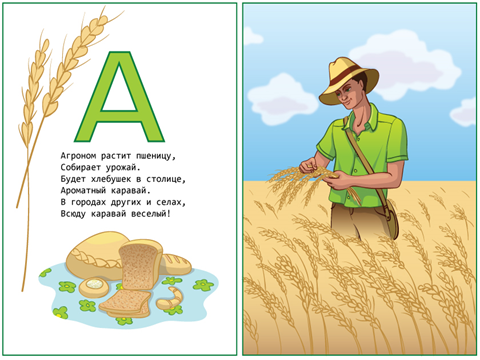 А
Агроном растит пшеницу,
Собирает урожай.
Будет хлебушек в столице,
Ароматный каравай.
В городах других и селах,
Всюду каравай веселый!